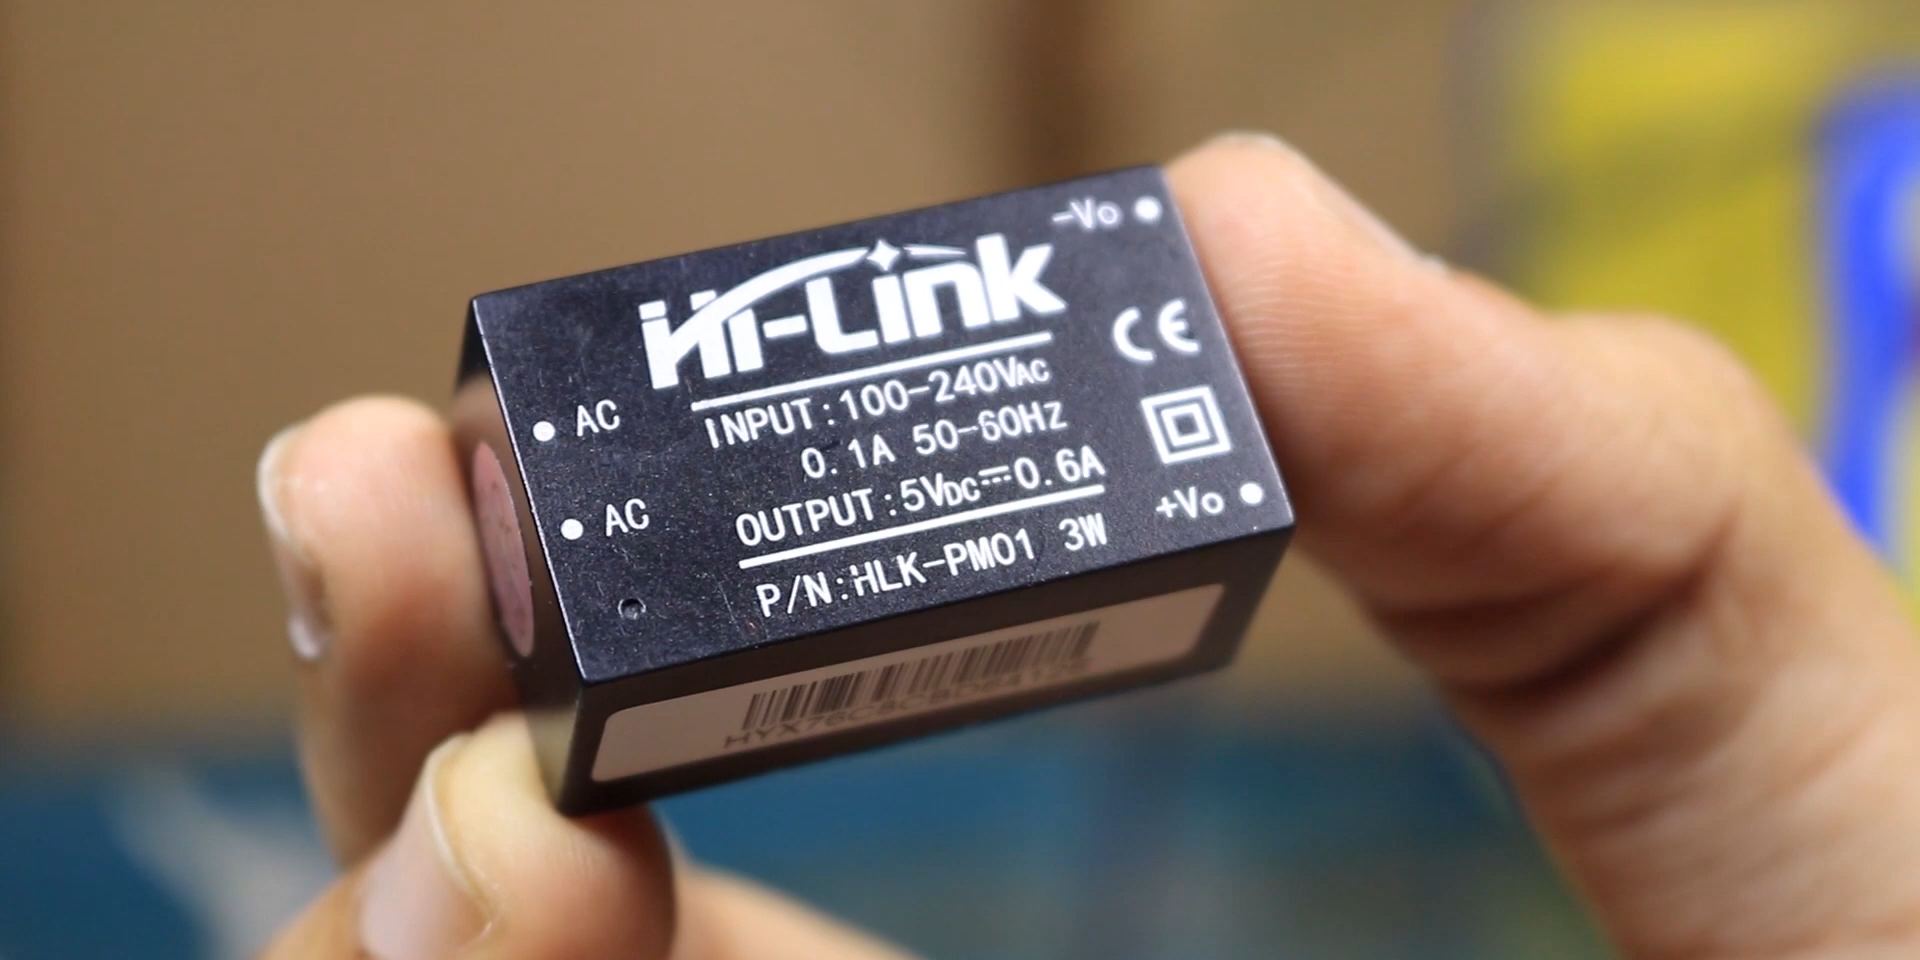 -Vo
Hi-Link
CE
AC
INPUT:100-240VAC
0.1A 50-60Hz
AC
OUTPUT:5VDC⎓0.6A
+Vo
P/N:HLK-PM01 3W